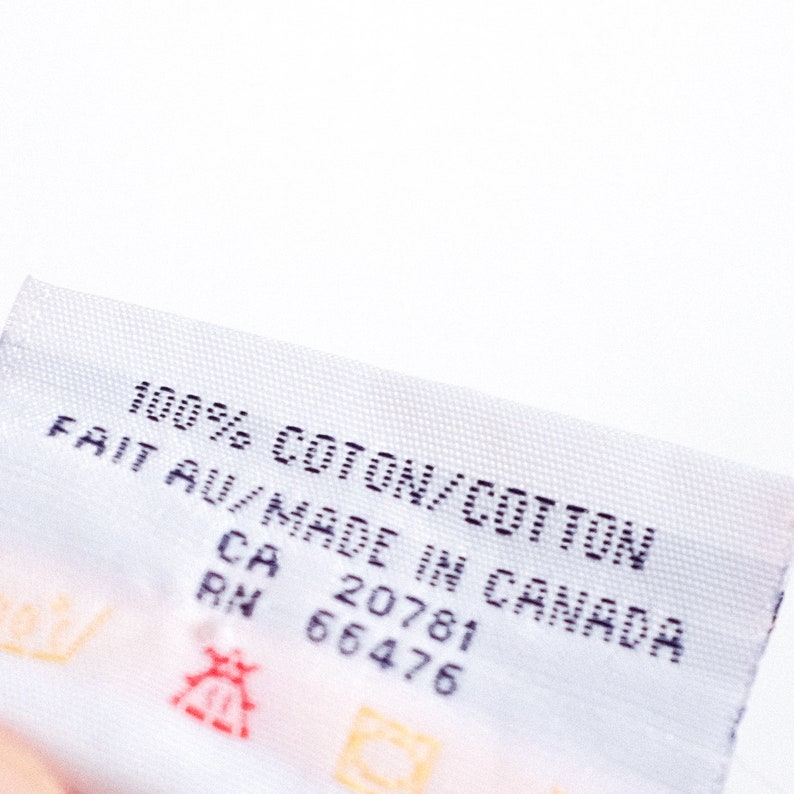 100% COTON/COTTON
FAIT AU/MADE IN CANADA
CA 20781
RN 66476